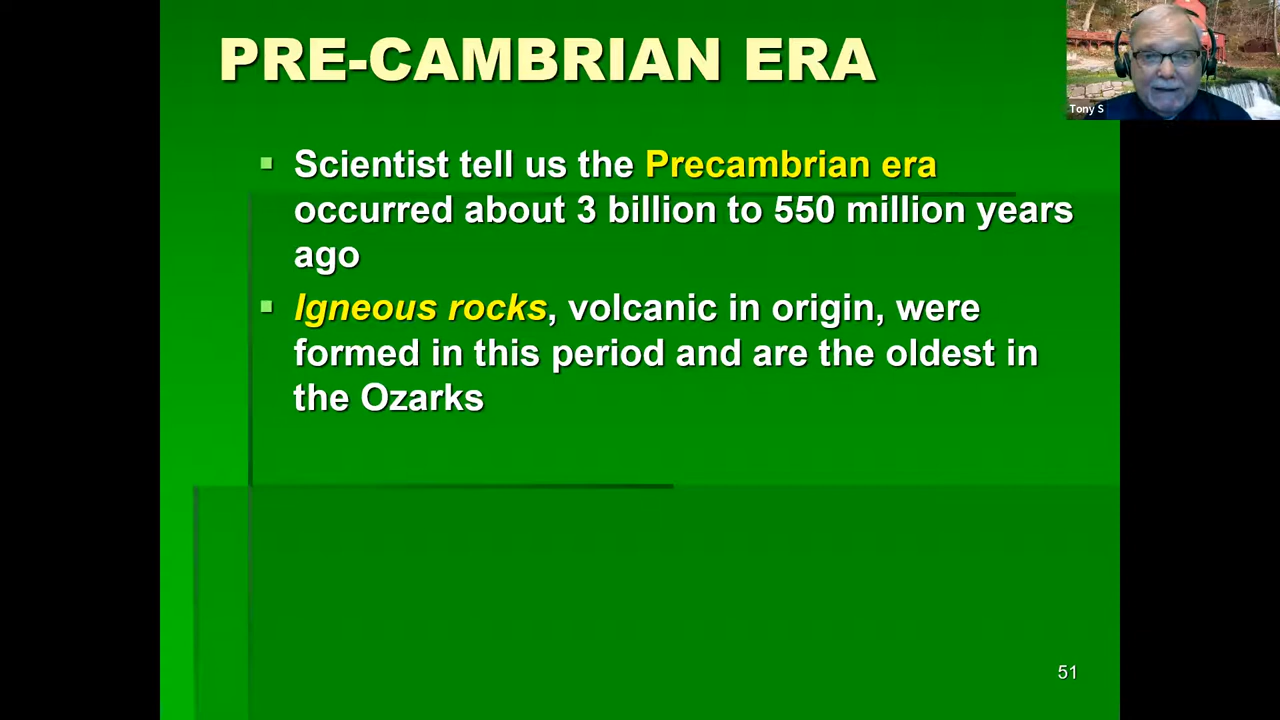 PRE-CAMBRIAN ERA
Tony S
Scientist tell us the Precambrian era
occurred about 3 billion to 550 million years
ago
Igneous rocks, volcanic in origin, were
formed in this period and are the oldest in
the Ozarks
51